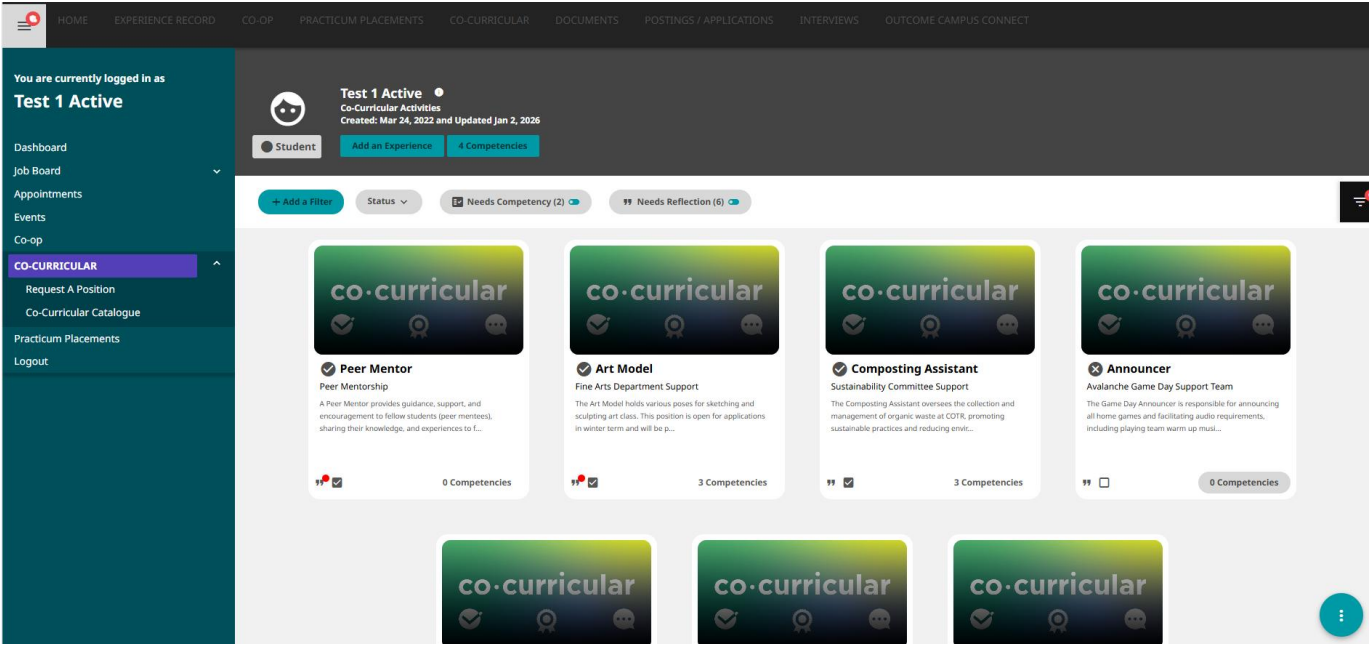 HOME EXPERIENCE RECORD CO-OP PRACTICUM PLACEMENTS CO-CURRICULAR DOCUMENTS POSTINGS / APPLICATIONS INTERVIEWS OUTCOME CAMPUS CONNECT
You are currently logged in as
Test 1 Active
Dashboard
Job Board
Appointments
Events
Co-op
CO-CURRICULAR
Request A Position
Co-Curricular Catalogue
Practicum Placements
Logout
Test 1 Active
Co-Curricular Activities
Created: Mar 24, 2022 and Updated Jan 2, 2026
Student
Add an Experience
4 Competencies
+ Add a Filter
Status
Needs Competency (2)
Needs Reflection (6)
co·curricular
Peer Mentor
Peer Mentorship
A Peer Mentor provides guidance, support, and
encouragement to fellow students (peer mentees),
sharing their knowledge, and experiences to f...
0 Competencies
co·curricular
Art Model
Fine Arts Department Support
The Art Model holds various poses for sketching and
sculpting art class. This position is open for applications
in winter term and will be p...
3 Competencies
co·curricular
Composting Assistant
Sustainability Committee Support
The Composting Assistant oversees the collection and
management of organic waste at COTR, promoting
sustainable practices and reducing envir...
3 Competencies
co·curricular
Announcer
Avalanche Game Day Support Team
The Game Day Announcer is responsible for announcing
all home games and facilitating audio requirements,
including playing team warm up musi...
0 Competencies
co·curricular
co·curricular
co·curricular